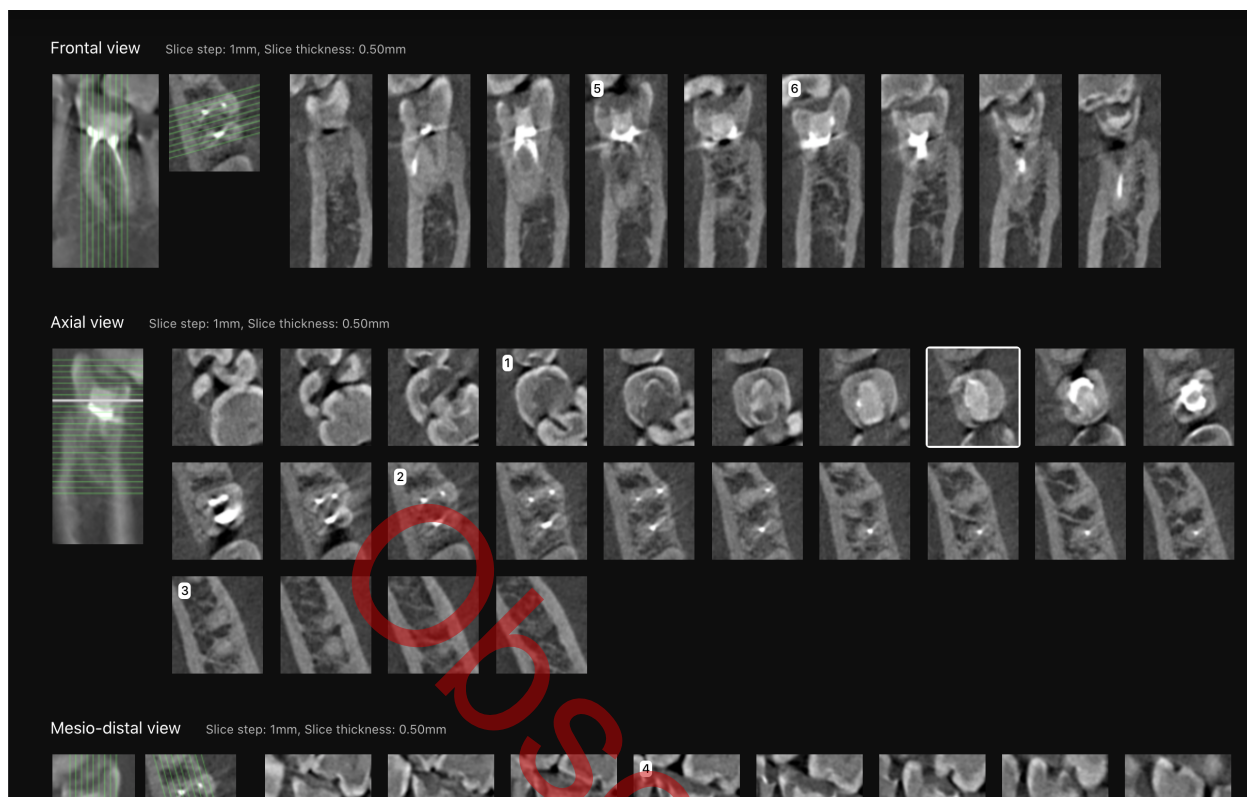 Frontal view Slice step: 1mm, Slice thickness: 0.50mm
5 6
Axial view Slice step: 1mm, Slice thickness: 0.50mm
1
2
3
Mesio-distal view Slice step: 1mm, Slice thickness: 0.50mm
4
Obs